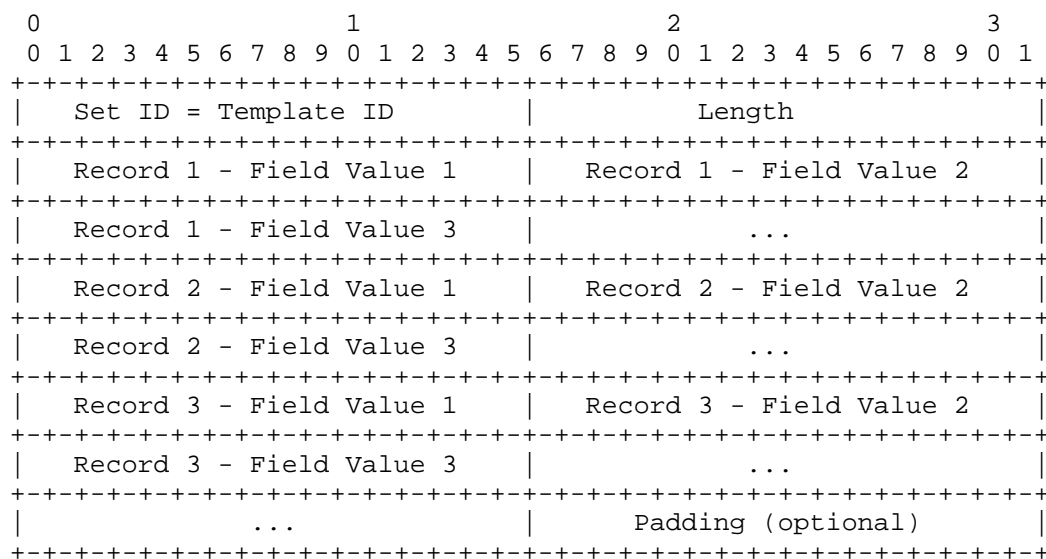 0                   1                   2                   3
 0 1 2 3 4 5 6 7 8 9 0 1 2 3 4 5 6 7 8 9 0 1 2 3 4 5 6 7 8 9 0 1
+-+-+-+-+-+-+-+-+-+-+-+-+-+-+-+-+-+-+-+-+-+-+-+-+-+-+-+-+-+-+-+-+
|   Set ID = Template ID        |          Length               |
+-+-+-+-+-+-+-+-+-+-+-+-+-+-+-+-+-+-+-+-+-+-+-+-+-+-+-+-+-+-+-+-+
|   Record 1 - Field Value 1    |   Record 1 - Field Value 2    |
+-+-+-+-+-+-+-+-+-+-+-+-+-+-+-+-+-+-+-+-+-+-+-+-+-+-+-+-+-+-+-+-+
|   Record 1 - Field Value 3    |             ...               |
+-+-+-+-+-+-+-+-+-+-+-+-+-+-+-+-+-+-+-+-+-+-+-+-+-+-+-+-+-+-+-+-+
|   Record 2 - Field Value 1    |   Record 2 - Field Value 2    |
+-+-+-+-+-+-+-+-+-+-+-+-+-+-+-+-+-+-+-+-+-+-+-+-+-+-+-+-+-+-+-+-+
|   Record 2 - Field Value 3    |             ...               |
+-+-+-+-+-+-+-+-+-+-+-+-+-+-+-+-+-+-+-+-+-+-+-+-+-+-+-+-+-+-+-+-+
|   Record 3 - Field Value 1    |   Record 3 - Field Value 2    |
+-+-+-+-+-+-+-+-+-+-+-+-+-+-+-+-+-+-+-+-+-+-+-+-+-+-+-+-+-+-+-+-+
|   Record 3 - Field Value 3    |             ...               |
+-+-+-+-+-+-+-+-+-+-+-+-+-+-+-+-+-+-+-+-+-+-+-+-+-+-+-+-+-+-+-+-+
|              ...              |      Padding (optional)       |
+-+-+-+-+-+-+-+-+-+-+-+-+-+-+-+-+-+-+-+-+-+-+-+-+-+-+-+-+-+-+-+-+